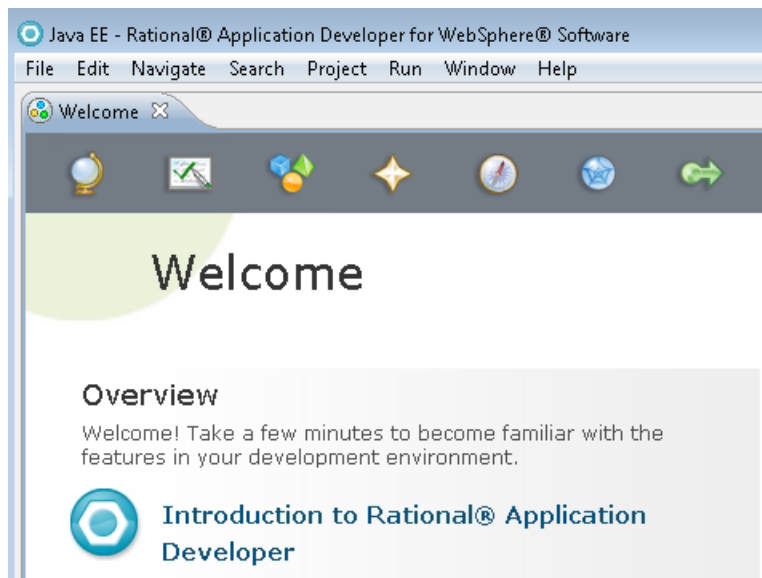 Java EE - Rational® Application Developer for WebSphere® Software
File Edit Navigate Search Project Run Window Help
Welcome
Welcome
Overview
Welcome! Take a few minutes to become familiar with the
features in your development environment.
Introduction to Rational® Application
Developer